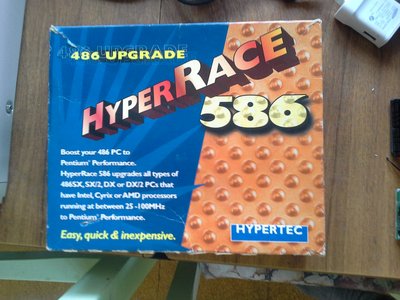 486 UPGRADE
486 UPGRADE
HYPERRACE
586
Boost your 486 PC to
Pentium® Performance.
HyperRace 586 upgrades all types of
486SX, SX/2, DX or DX/2 PCs that
have Intel, Cyrix or AMD processors
running at between 25 -100MHz
to Pentium® Performance.
Easy, quick & inexpensive.
HYPERTEC